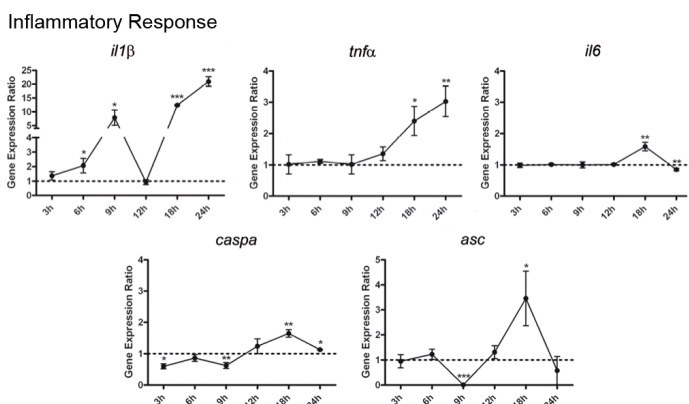 Inflammatory Response
il1β
Gene Expression Ratio
25
20
15
10
5
4
3
2
1
0
*
*
***
***
3h
6h
9h
12h
18h
24h
tnfα
Gene Expression Ratio
4
3
2
1
0
*
**
3h
6h
9h
12h
18h
24h
il6
Gene Expression Ratio
4
3
2
1
0
**
**
3h
6h
9h
12h
18h
24h
caspa
Gene Expression Ratio
4
3
2
1
0
*
**
**
*
3h
6h
9h
12h
18h
24h
asc
Gene Expression Ratio
5
4
3
2
1
0
***
*
3h
6h
9h
12h
18h
24h